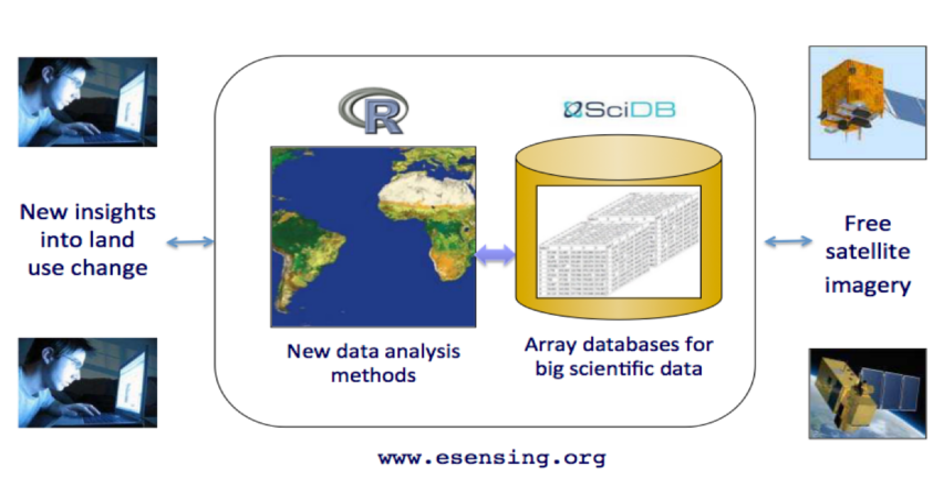 R
SciDB
New insights
into land
use change
Free
satellite
imagery
New data analysis
methods
Array databases for
big scientific data
www.esensing.org